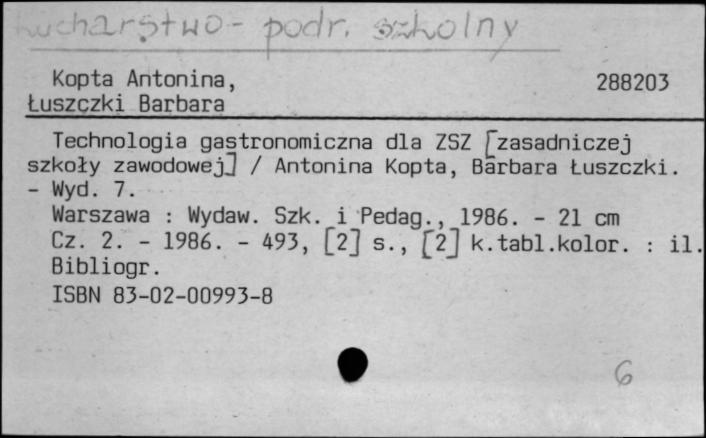 kucharstwo - podr. szkolny
Kopta Antonina, 288203
Łuszczki Barbara
Technologia gastronomiczna dla ZSZ [zasadniczej
szkoły zawodowej] / Antonina Kopta, Barbara Łuszczki.
- Wyd. 7.
Warszawa : Wydaw. Szk. i Pedag., 1986. - 21 cm
Cz. 2. - 1986. - 493, [2] s., [2] k.tabl.kolor. : il.
Bibliogr.
ISBN 83-02-00993-8
6